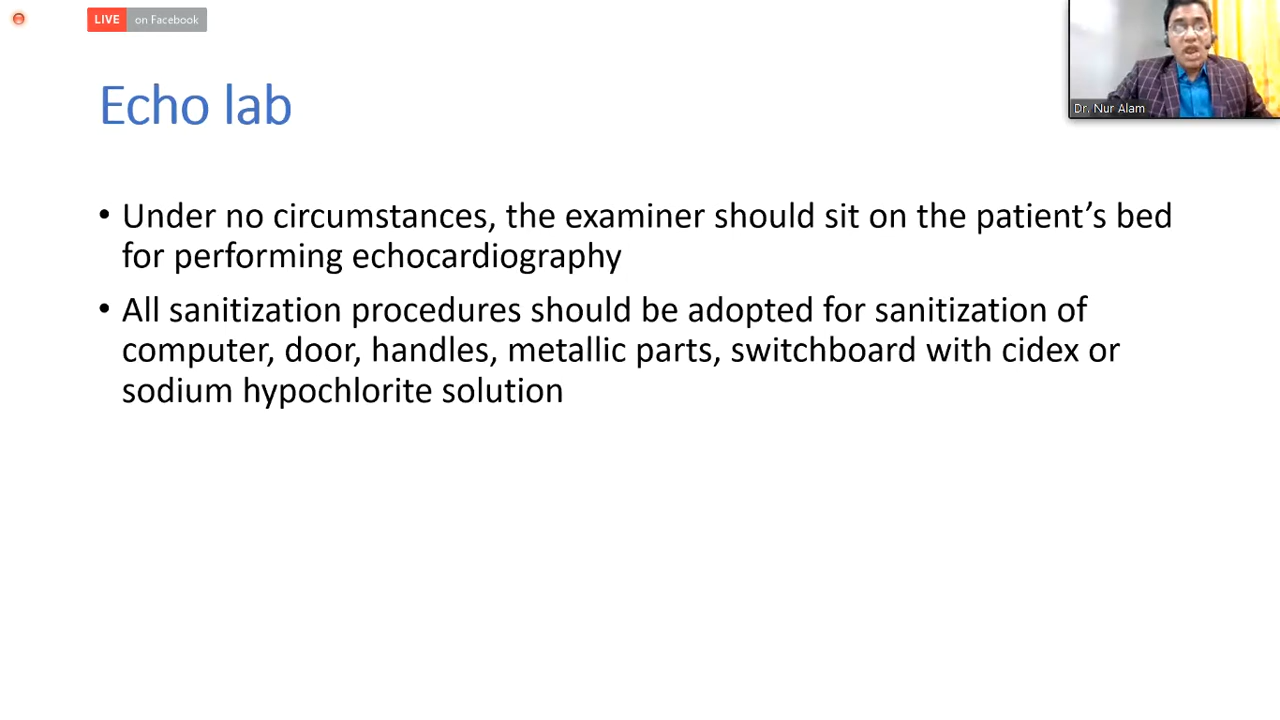 LIVE on Facebook
Dr. Nur Alam
Echo lab
• Under no circumstances, the examiner should sit on the patient’s bed
for performing echocardiography
• All sanitization procedures should be adopted for sanitization of
computer, door, handles, metallic parts, switchboard with cidex or
sodium hypochlorite solution